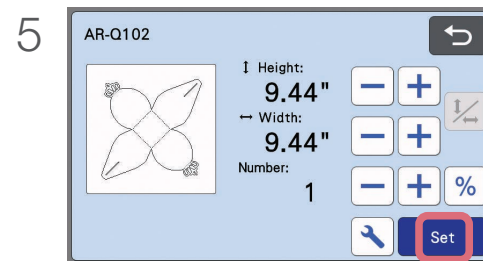 5
AR-Q102
↕ Height:
9.44"
↔ Width:
9.44"
Number:
1
%
Set